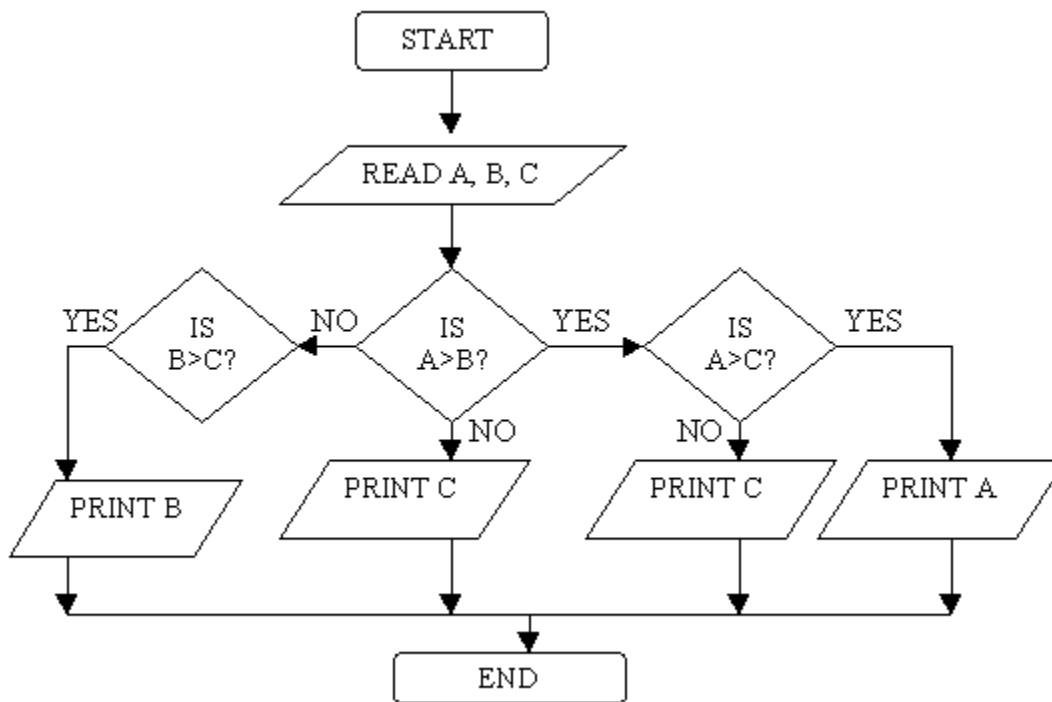 START
READ A, B, C
YES
IS
B>C?
NO
IS
A>B?
YES
IS
A>C?
YES
NO
NO
PRINT B
PRINT C
PRINT C
PRINT A
END